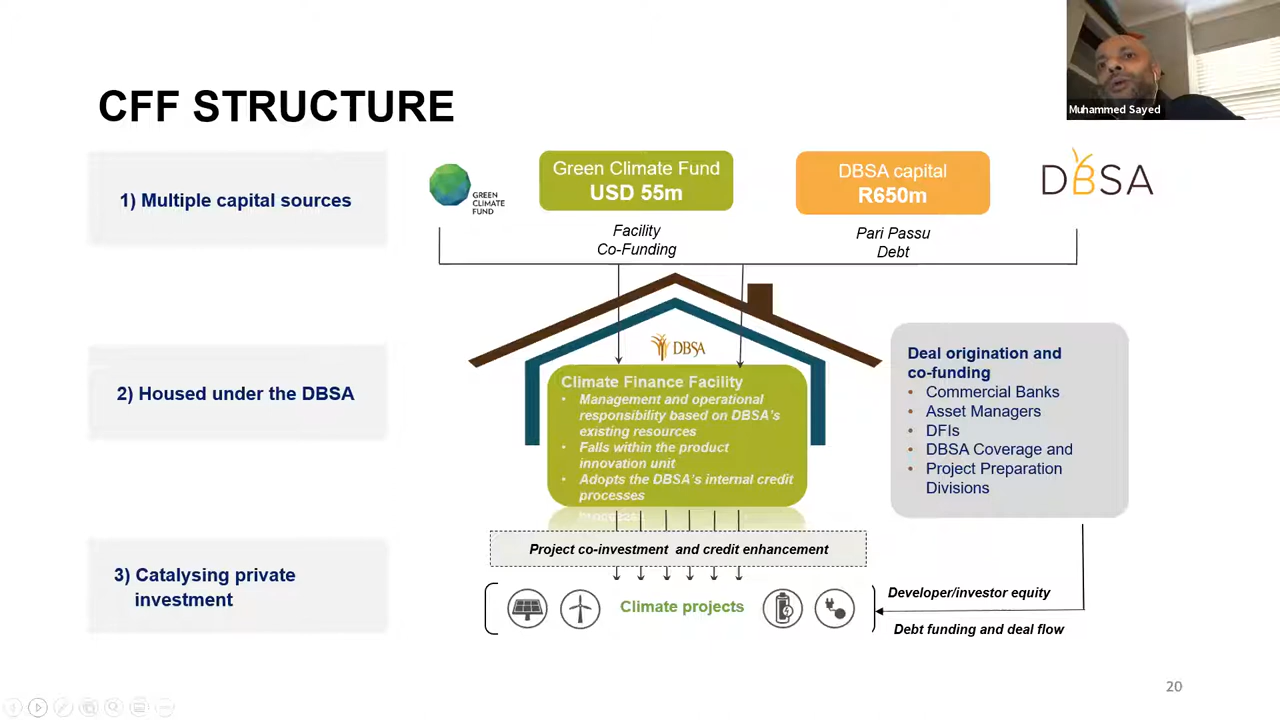 Muhammed Sayed
CFF STRUCTURE
1) Multiple capital sources
GREEN
CLIMATE
FUND
Green Climate Fund
USD 55m
DBSA capital
R650m
DBSA
Facility
Co-Funding
Pari Passu
Debt
2) Housed under the DBSA
DBSA
Climate Finance Facility
• Management and operational
responsibility based on DBSA's
existing resources
• Falls within the product
innovation unit
• Adopts the DBSA's internal credit
processes
Deal origination and
co-funding
• Commercial Banks
• Asset Managers
• DFIs
• DBSA Coverage and
• Project Preparation
Divisions
3) Catalysing private
investment
Project co-investment and credit enhancement
Climate projects
Developer/investor equity
Debt funding and deal flow
20